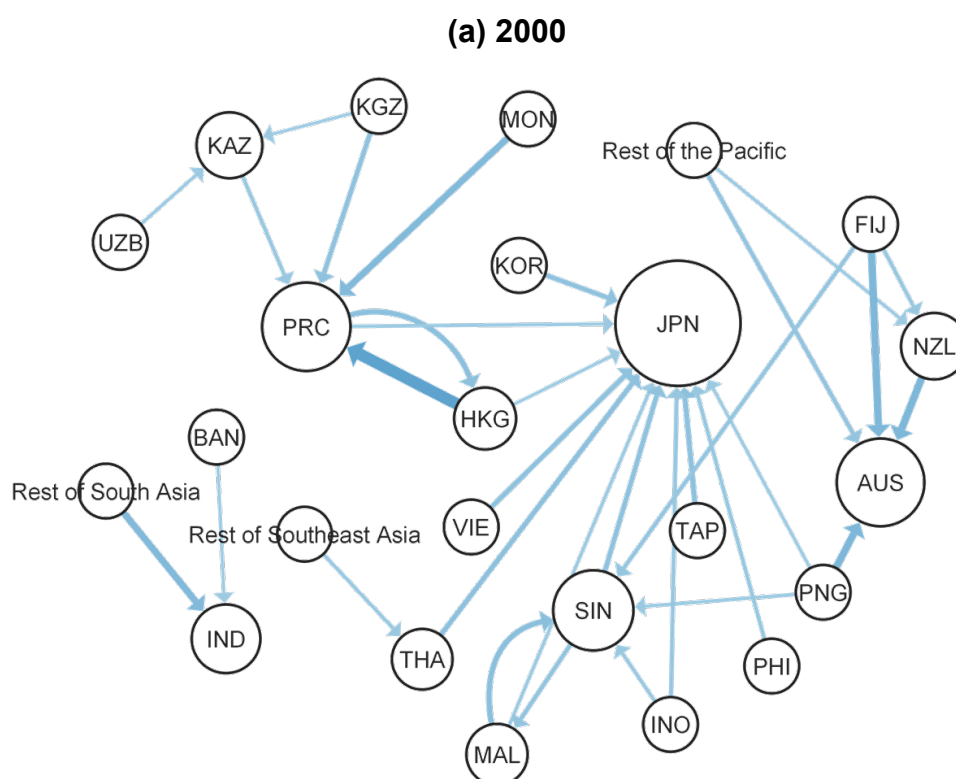 (a) 2000
KGZ
MON
KAZ
Rest of the Pacific
FIJ
UZB
KOR
PRC
JPN
NZL
HKG
BAN
AUS
Rest of South Asia
VIE
TAP
Rest of Southeast Asia
PNG
SIN
IND
THA
PHI
INO
MAL